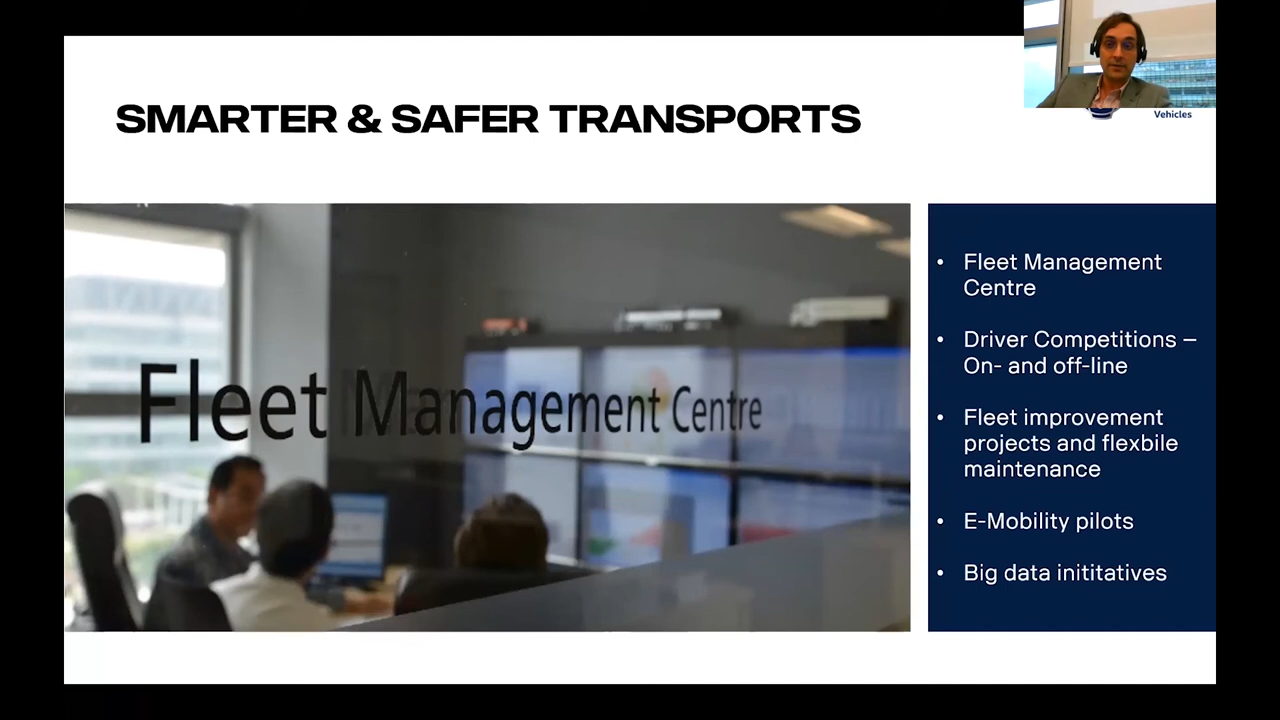 SMARTER & SAFER TRANSPORTS
Vehicles
Fleet Management Centre
• Fleet Management
Centre
• Driver Competitions –
On- and off-line
• Fleet improvement
projects and flexbile
maintenance
• E-Mobility pilots
• Big data inititatives